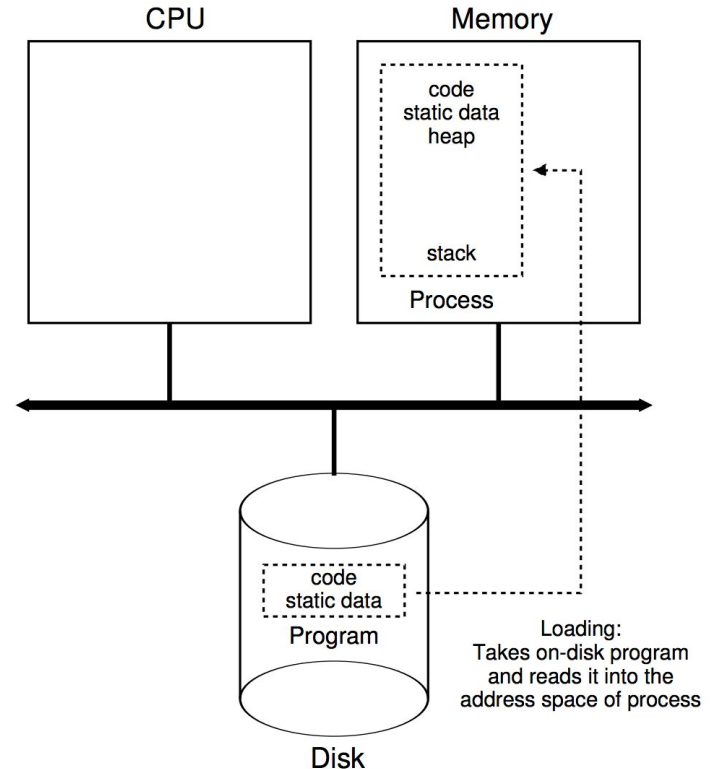 CPU
Memory
code
static data
heap
stack
Process
code
static data
Program
Loading:
Takes on-disk program
and reads it into the
address space of process
Disk